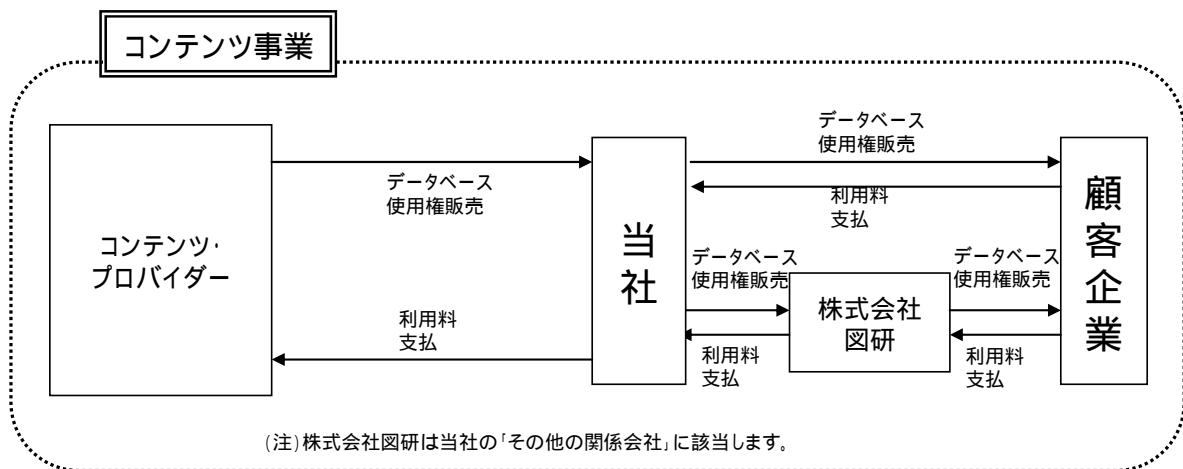 コンテンツ事業
データベース
使用権販売
データベース
使用権販売
利用料
支払
コンテンツ・
プロバイダー
当社
顧客企業
データベース
使用権販売
データベース
使用権販売
株式会社
図研
利用料
支払
利用料
支払
利用料
支払
(注)株式会社図研は当社の「その他の関係会社」に該当します。